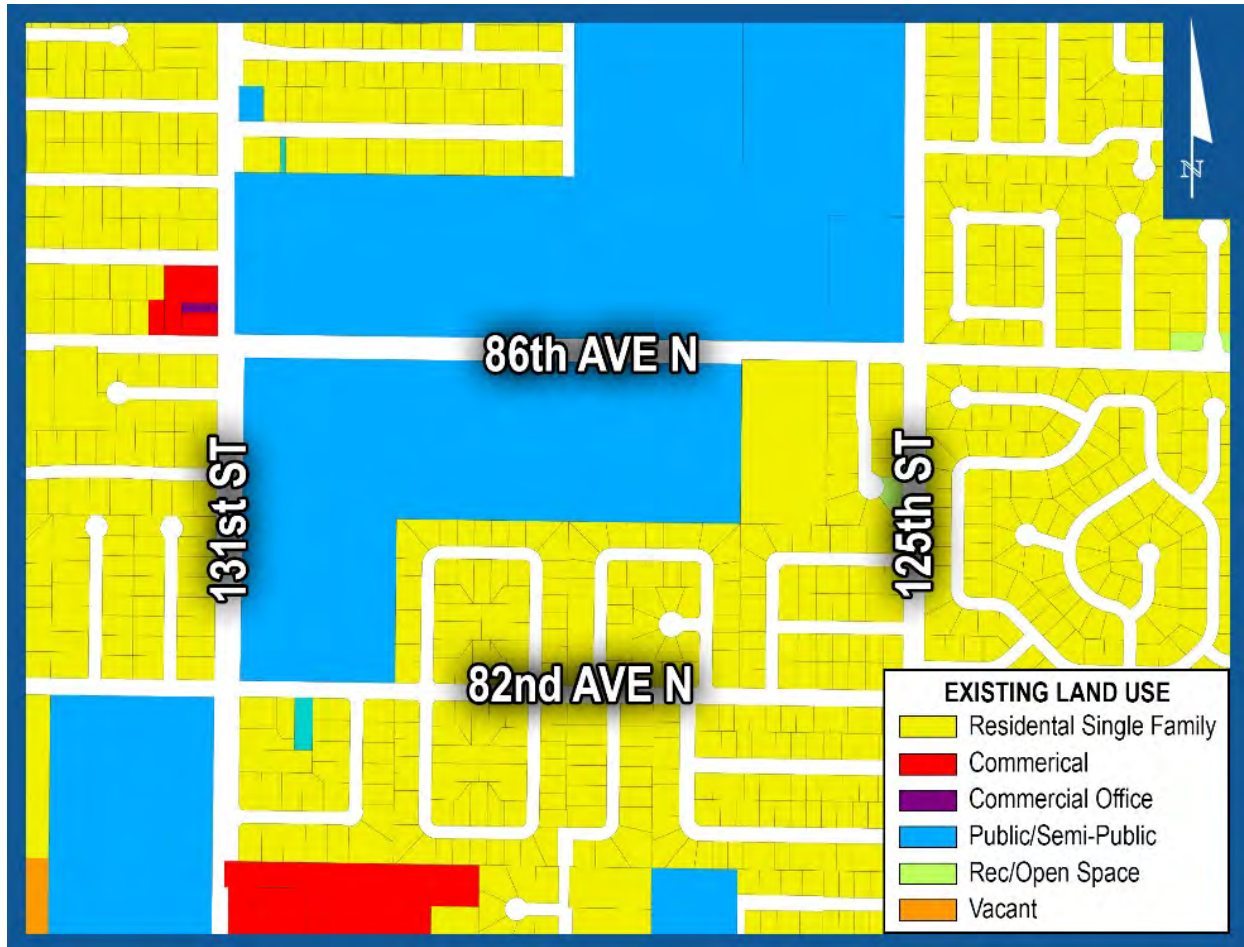 N
86th AVE N
131st ST
125th ST
82nd AVE N
EXISTING LAND USE
Residental Single Family
Commerical
Commercial Office
Public/Semi-Public
Rec/Open Space
Vacant